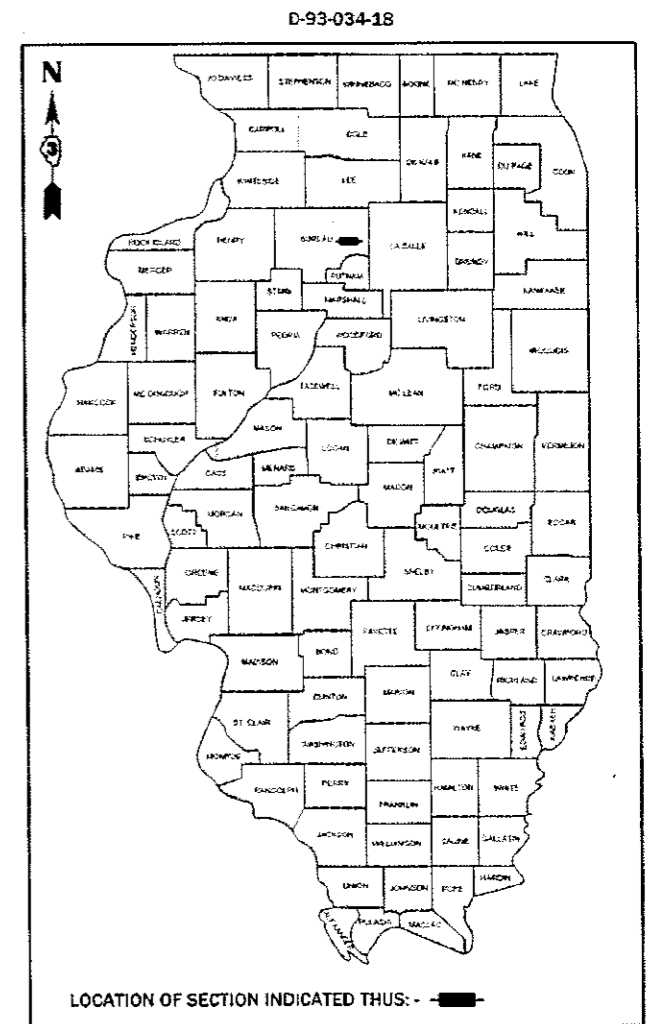 D-93-034-18
N
3
JO DAVIESS STEPHENSON WINNEBAGO BOONE MC HENRY LAKE
CARROLL OGLE
DE KALB KANE DU PAGE COOK
WHITESIDE LEE
KENDALL WILL
ROCK ISLAND HENRY BUREAU LA SALLE
GRUNDY
MERCER PUTNAM
STARK MARSHALL KANKAKEE
HENDERSON WARREN KNOX PEORIA WOODFORD LIVINGSTON
IROQUOIS
HANCOCK MC DONOUGH FULTON TAZEWELL MC LEAN FORD
MASON
SCHUYLER LOGAN DE WITT CHAMPAIGN VERMILION
ADAMS BROWN CASS MENARD PIATT
MACON
PIKE SCOTT MORGAN SANGAMON MOULTRIE DOUGLAS EDGAR
CHRISTIAN COLES
CALHOUN GREENE MACOUPIN MONTGOMERY SHELBY CUMBERLAND CLARK
JERSEY FAYETTE EFFINGHAM JASPER CRAWFORD
MADISON BOND CLAY RICHLAND LAWRENCE
CLINTON MARION
ST CLAIR WAYNE EDWARDS WABASH
MONROE WASHINGTON JEFFERSON
RANDOLPH PERRY FRANKLIN HAMILTON WHITE
JACKSON WILLIAMSON SALINE GALLATIN
UNION JOHNSON POPE HARDIN
ALEXANDER PULASKI MASSAC
LOCATION OF SECTION INDICATED THUS: -